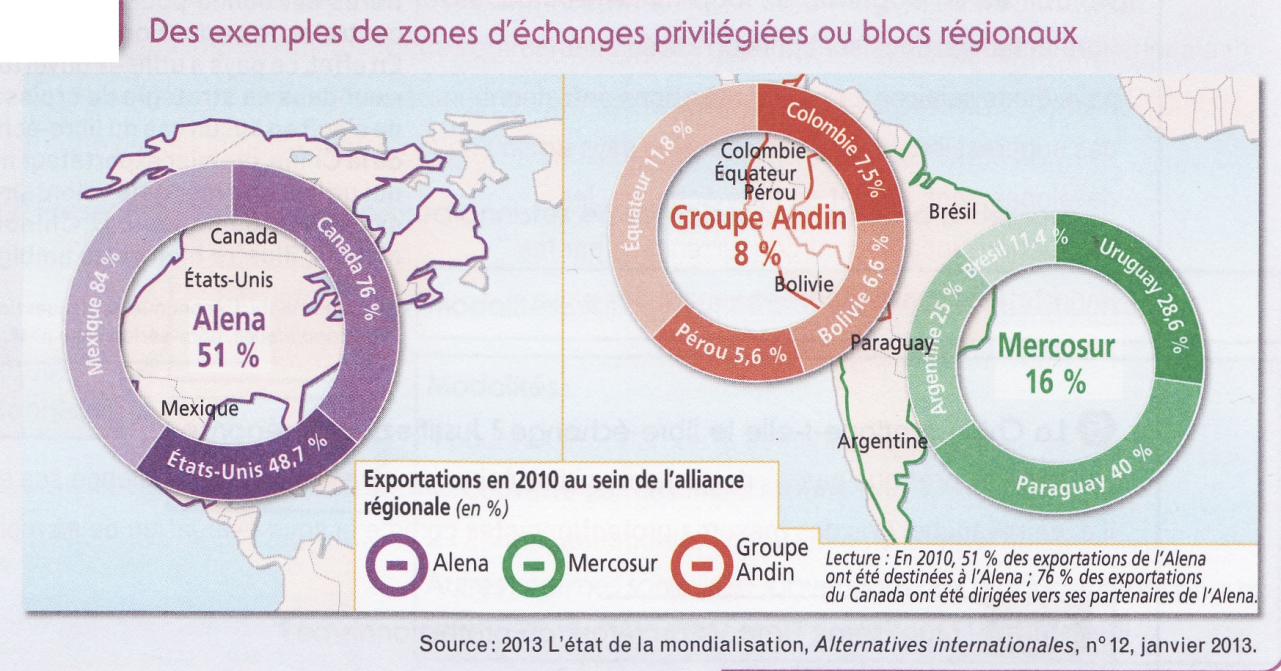 Des exemples de zones d'échanges privilégiées ou blocs régionaux
Canada
États-Unis
Alena
51 %
Mexique
Canada 76 %
États-Unis 48,7 %
Mexique 84 %
Colombie
Équateur
Pérou
Groupe Andin
8 %
Bolivie
Colombie 7,5%
Bolivie 6,6 %
Pérou 5,6 %
Équateur 11,8 %
Brésil
Paraguay
Argentine
Mercosur
16 %
Uruguay 28,6 %
Paraguay 40 %
Argentine 25 %
Brésil 11,4 %
Exportations en 2010 au sein de l'alliance
régionale (en %)
Alena
Mercosur
Groupe
Andin
Lecture : En 2010, 51 % des exportations de l'Alena
ont été destinées à l'Alena ; 76 % des exportations
du Canada ont été dirigées vers ses partenaires de l'Alena.
Source : 2013 L'état de la mondialisation, Alternatives internationales, n° 12, janvier 2013.